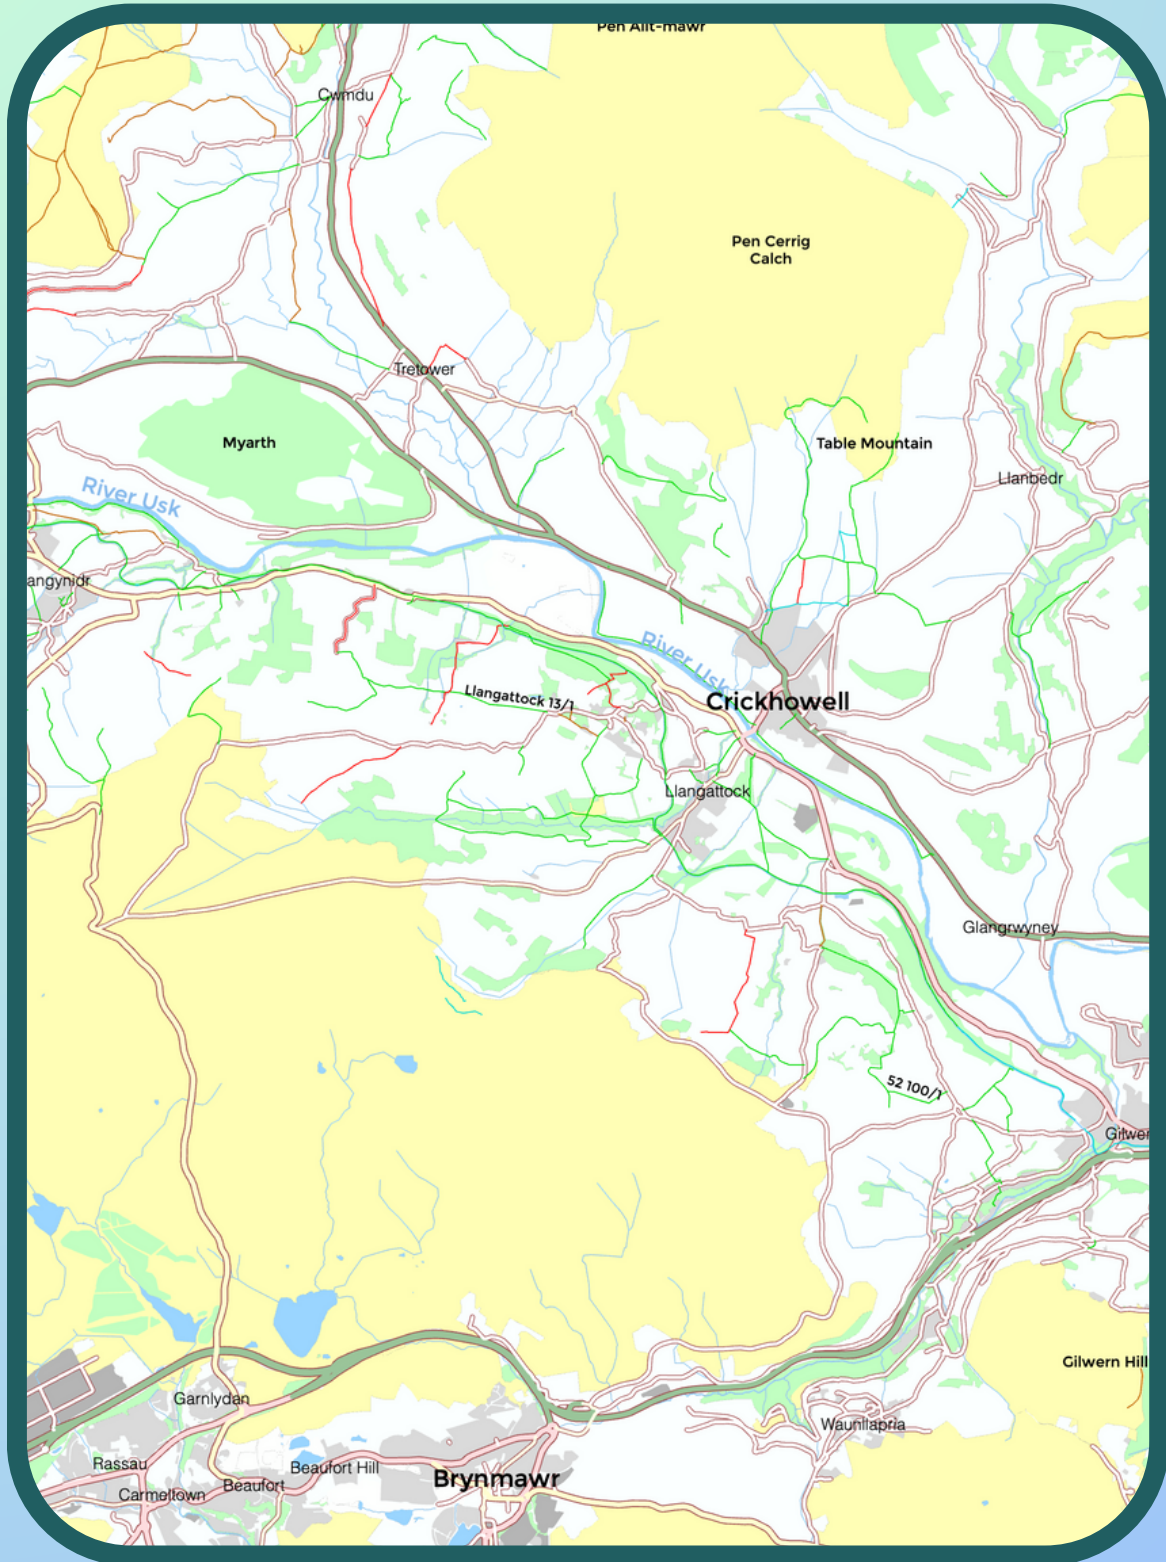 Pen Allt-mawr
Cwmdu
Pen Cerrig
Calch
Tretower
Myarth
Table Mountain
Llanbedr
River Usk
angynidr
River Usk
Llangattock 13/1
Crickhowell
Llangattock
Glangrwyney
52 100/1
Gilwer
Gilwern Hill
Garnlydan
Waunllapria
Rassau
Beaufort Hill
Brynmawr
Beaufort
Carmeltown